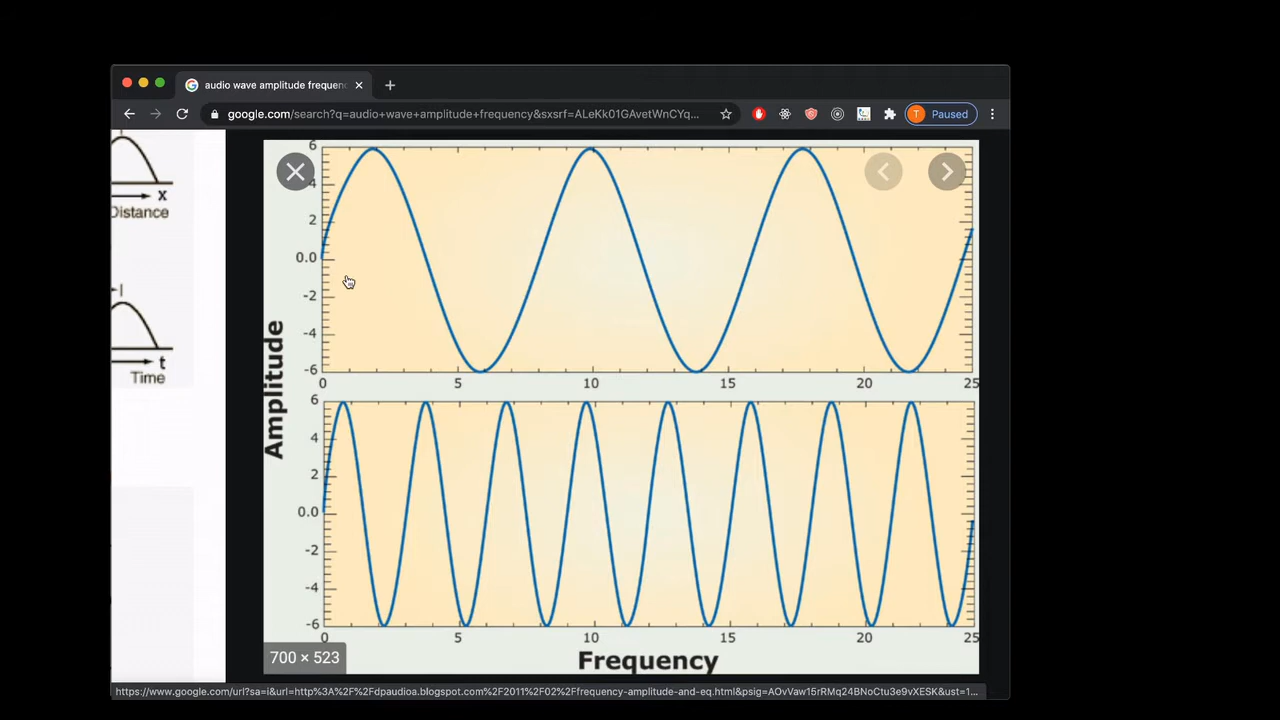 audio wave amplitude frequenc
google.com/search?q=audio+wave+amplitude+frequency&sxsrf=ALeKk01GAvetWnCYq...
T Paused
x
Distance
t
Time
Amplitude
6
4
2
0.0
-2
-4
-6
0 5 10 15 20 25
6
4
2
0.0
-2
-4
-6
0 5 10 15 20 25
Frequency
700 × 523
https://www.google.com/url?sa=i&url=http%3A%2F%2Fdpaudioa.blogspot.com%2F2011%2F02%2Ffrequency-amplitude-and-eq.html&psig=AOvVaw15rRMq24BNoCtu3e9vXESK&ust=1...